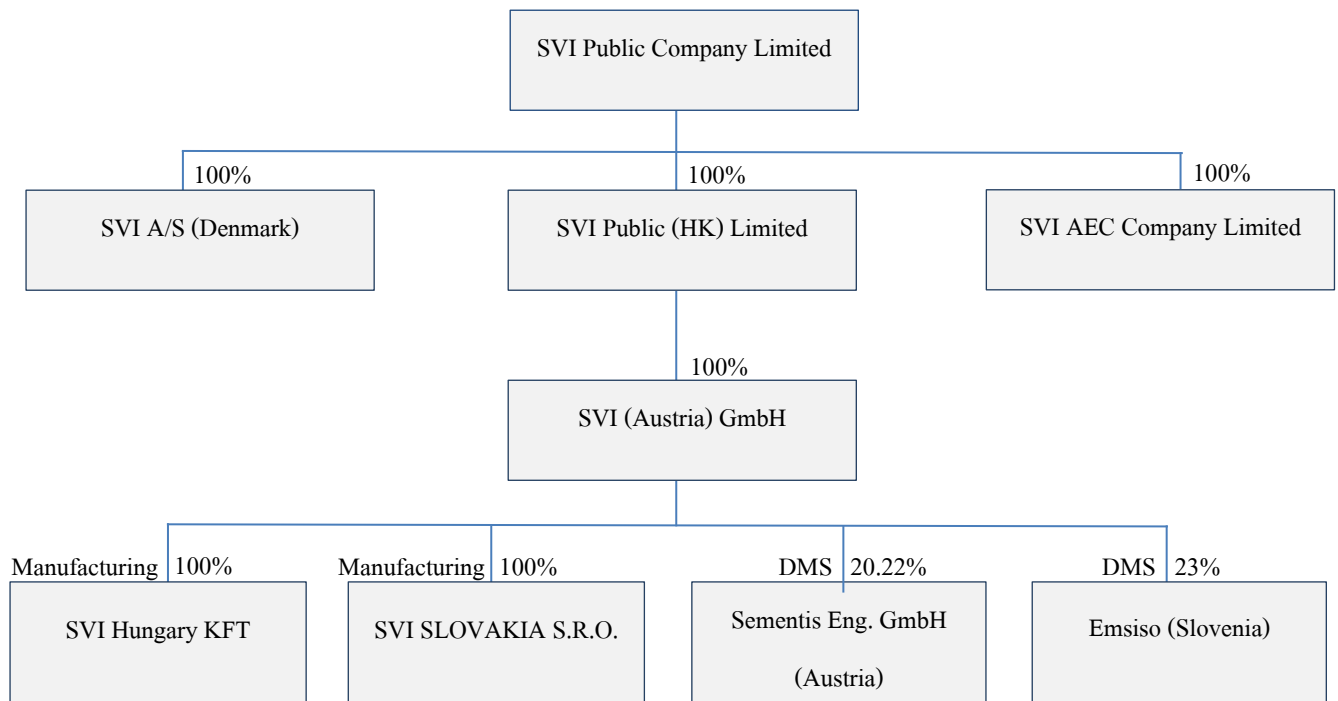 SVI Public Company Limited
100%
100%
100%
SVI A/S (Denmark)
SVI Public (HK) Limited
SVI AEC Company Limited
100%
SVI (Austria) GmbH
Manufacturing 100%
Manufacturing 100%
DMS 20.22%
DMS 23%
SVI Hungary KFT
SVI SLOVAKIA S.R.O.
Sementis Eng. GmbH
(Austria)
Emsiso (Slovenia)